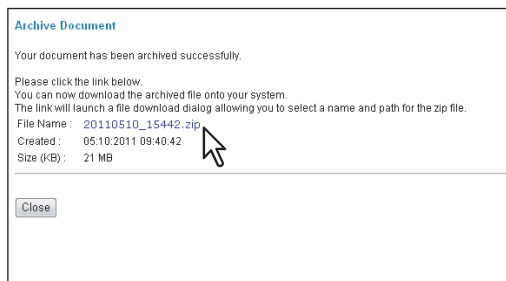 Archive Document
Your document has been archived successfully.
Please click the link below.
You can now download the archived file onto your system.
The link will launch a file download dialog allowing you to select a name and path for the zip file.
File Name : 20110510_15442.zip
Created : 05:10:2011 09:40:42
Size (KB) : 21 MB
Close